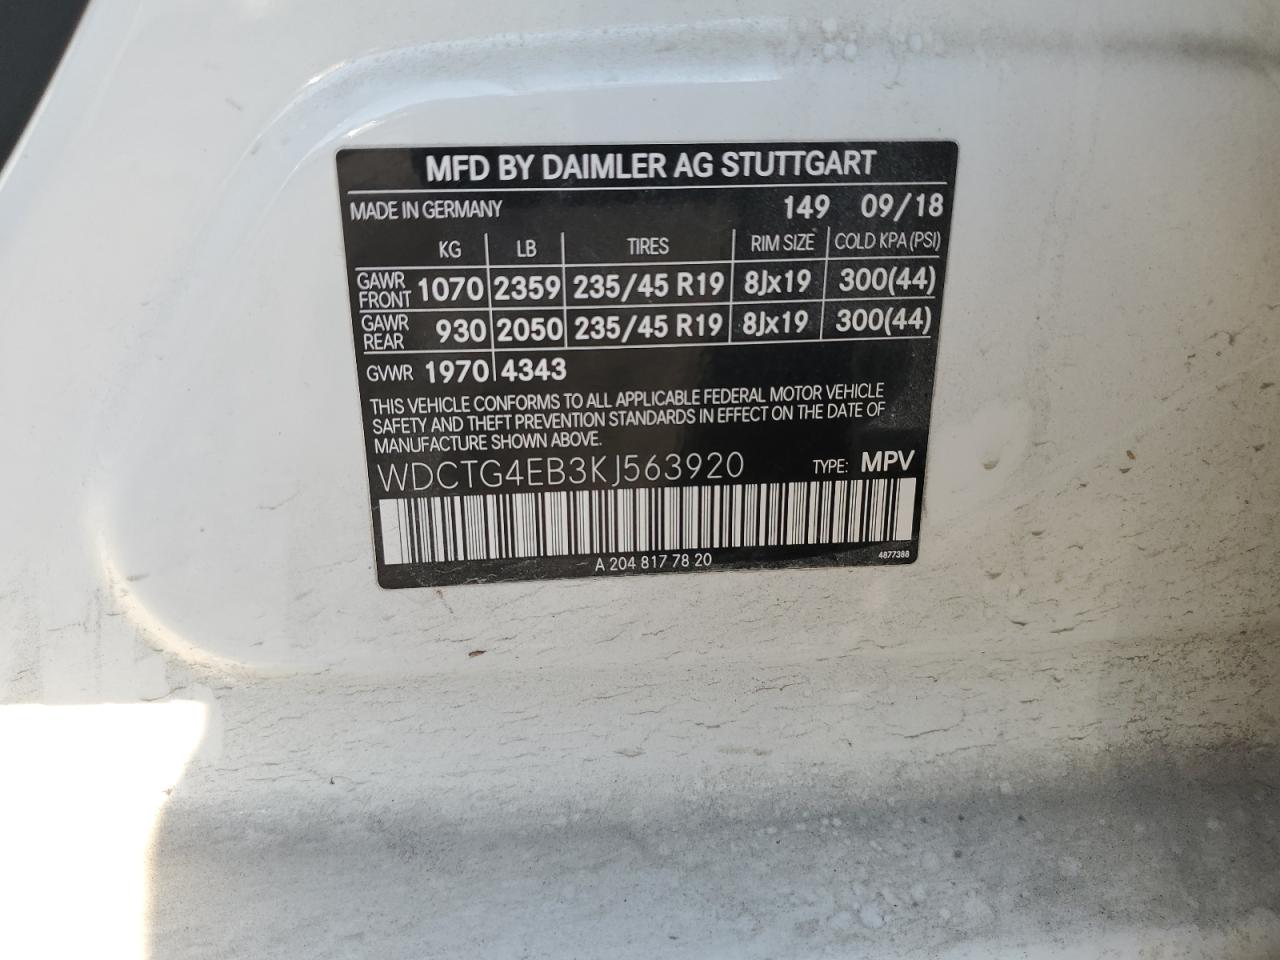 MFD BY DAIMLER AG STUTTGART
MADE IN GERMANY 149 09/18
KG LB TIRES RIM SIZE COLD KPA (PSI)
GAWR FRONT 1070 2359 235/45 R19 8Jx19 300(44)
GAWR REAR 930 2050 235/45 R19 8Jx19 300(44)
GVWR 1970 4343
THIS VEHICLE CONFORMS TO ALL APPLICABLE FEDERAL MOTOR VEHICLE
SAFETY AND THEFT PREVENTION STANDARDS IN EFFECT ON THE DATE OF
MANUFACTURE SHOWN ABOVE.
WDCTG4EB3KJ563920 TYPE: MPV
A 204 817 78 20 4877388